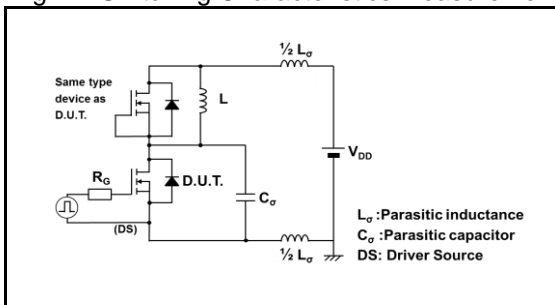 ½ Lσ
Same type
device as
D.U.T.
L
VDD
RG
D.U.T.
Cσ
(DS)
½ Lσ
Lσ :Parasitic inductance
Cσ :Parasitic capacitor
DS: Driver Source